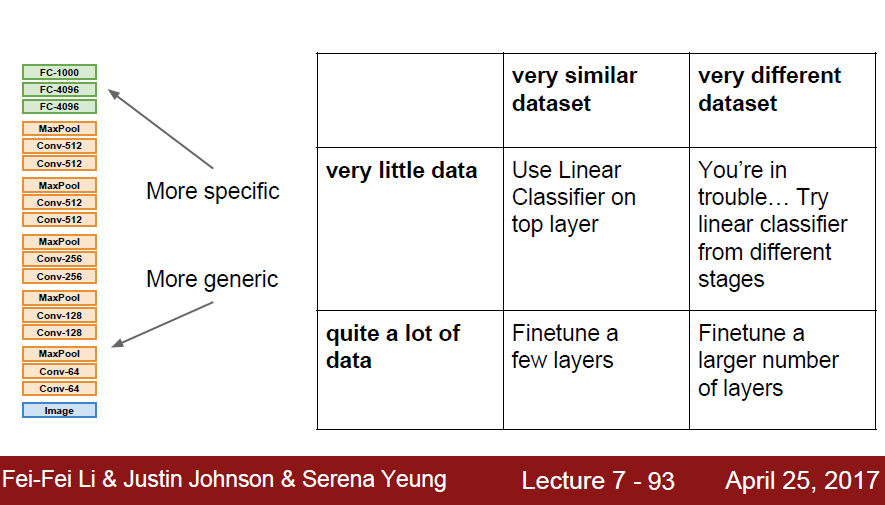 FC-1000
FC-4096
FC-4096
MaxPool
Conv-512
Conv-512
MaxPool
Conv-512
Conv-512
MaxPool
Conv-256
Conv-256
MaxPool
Conv-128
Conv-128
MaxPool
Conv-64
Conv-64
Image
More specific
More generic
very similar
dataset
very different
dataset
very little data
Use Linear
Classifier on
top layer
You’re in
trouble… Try
linear classifier
from different
stages
quite a lot of
data
Finetune a
few layers
Finetune a
larger number
of layers
Fei-Fei Li & Justin Johnson & Serena Yeung
Lecture 7 - 93
April 25, 2017